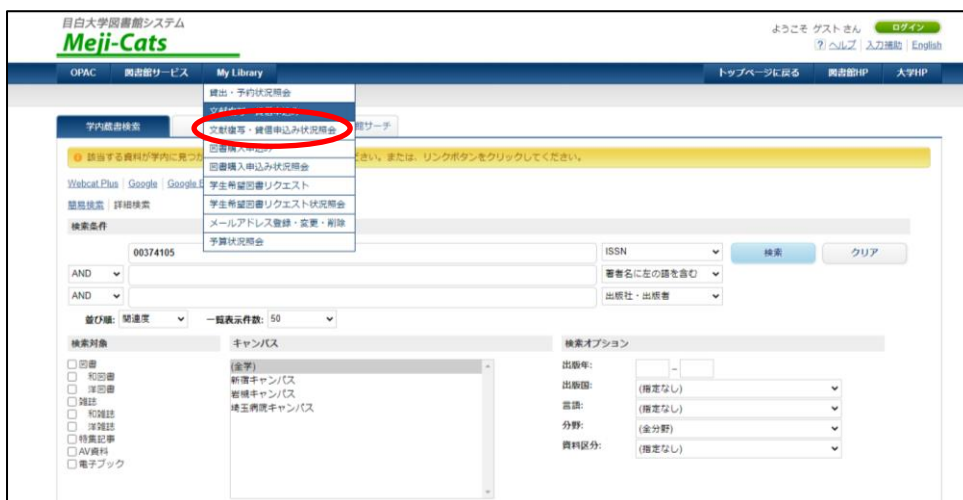 目白大学図書館システム
Meji-Cats
ようこそ ゲスト さん ログイン
? ヘルプ 入力補助 English
OPAC 図書館サービス My Library トップページに戻る 図書館HP 大学HP
貸出・予約状況照会
学内蔵書検索
文献複写・貸借申込み状況照会
館サーチ
図書購入申込み状況照会
学生希望図書リクエスト
学生希望図書リクエスト状況照会
メールアドレス登録・変更・削除
予算状況照会
該当する資料が学内に見つか
ださい。または、リンクボタンをクリックしてください。
Webcat Plus Google Google
簡易検索 詳細検索
検索条件
00374105 ISSN 検索 クリア
AND 著者名に左の語を含む
AND 出版社・出版者
並び順: 関連度 一覧表示件数: 50
検索対象 キャンパス 検索オプション
図書
和図書
洋図書
雑誌
和雑誌
洋雑誌
特集記事
AV資料
電子ブック
(全学)
新宿キャンパス
岩槻キャンパス
埼玉病院キャンパス
出版年: ~
出版国: (指定なし)
言語: (指定なし)
分野: (全分野)
資料区分: (指定なし)